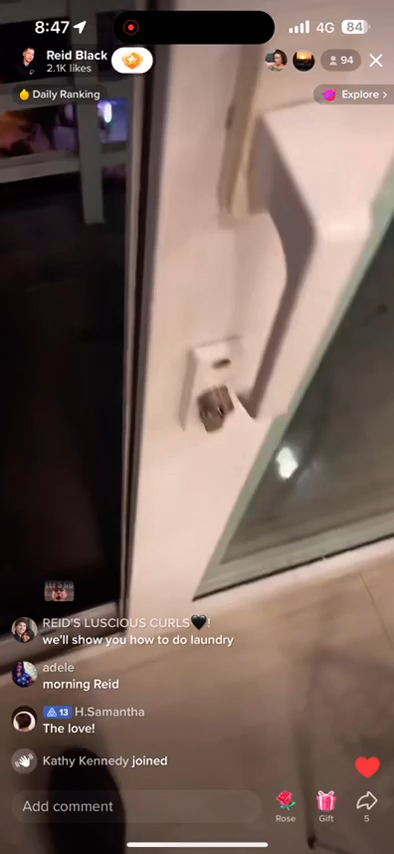 8:47
4G
84
Reid Black
2.1K likes
94
Daily Ranking
Explore >
REID'S LUSCIOUS CURLS🖤!
we'll show you how to do laundry
adele
morning Reid
13 H.Samantha
The love!
Kathy Kennedy joined
Add comment
Rose
Gift
5